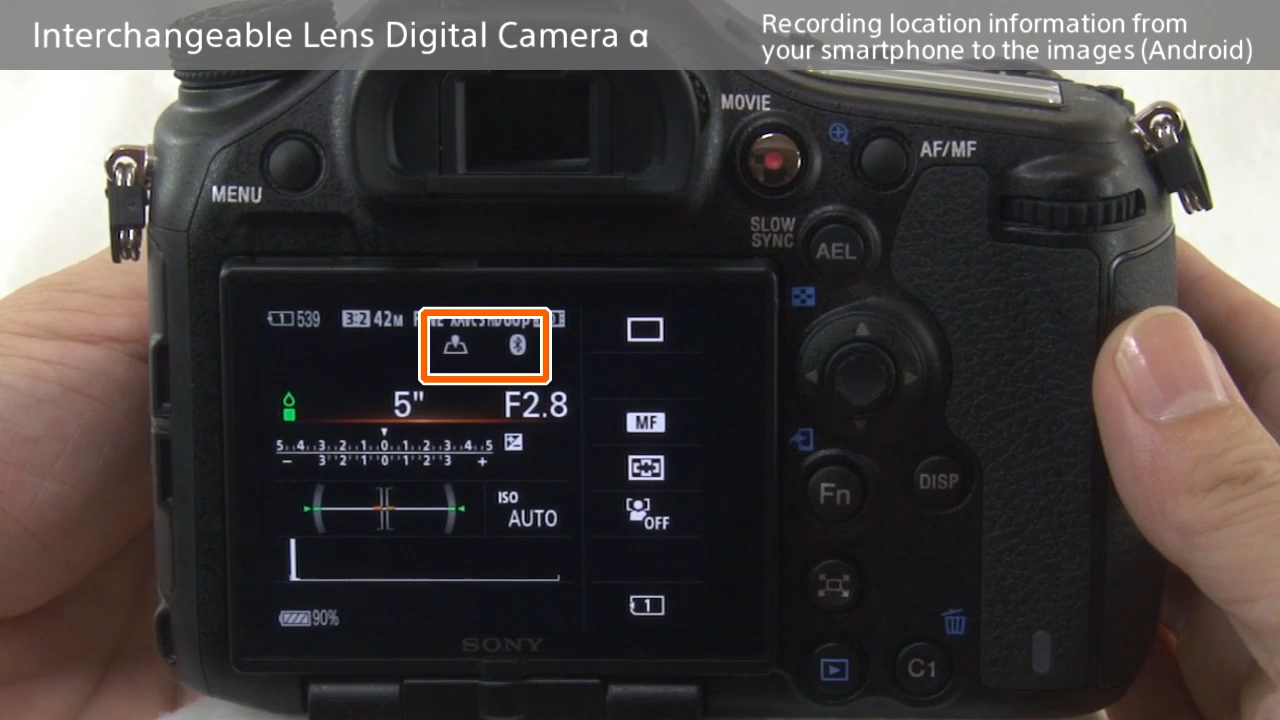 Interchangeable Lens Digital Camera α
Recording location information from
your smartphone to the images (Android)
MOVIE
AF/MF
MENU
SLOW
SYNC
AEL
1 539
3:2 42M
5" F2.8
MF
5 4 3 2 1 0 1 2 3 4 5
− 3 2 1 0 1 2 3 +
ISO
AUTO
OFF
Fn
DISP
1
90%
SONY
C1